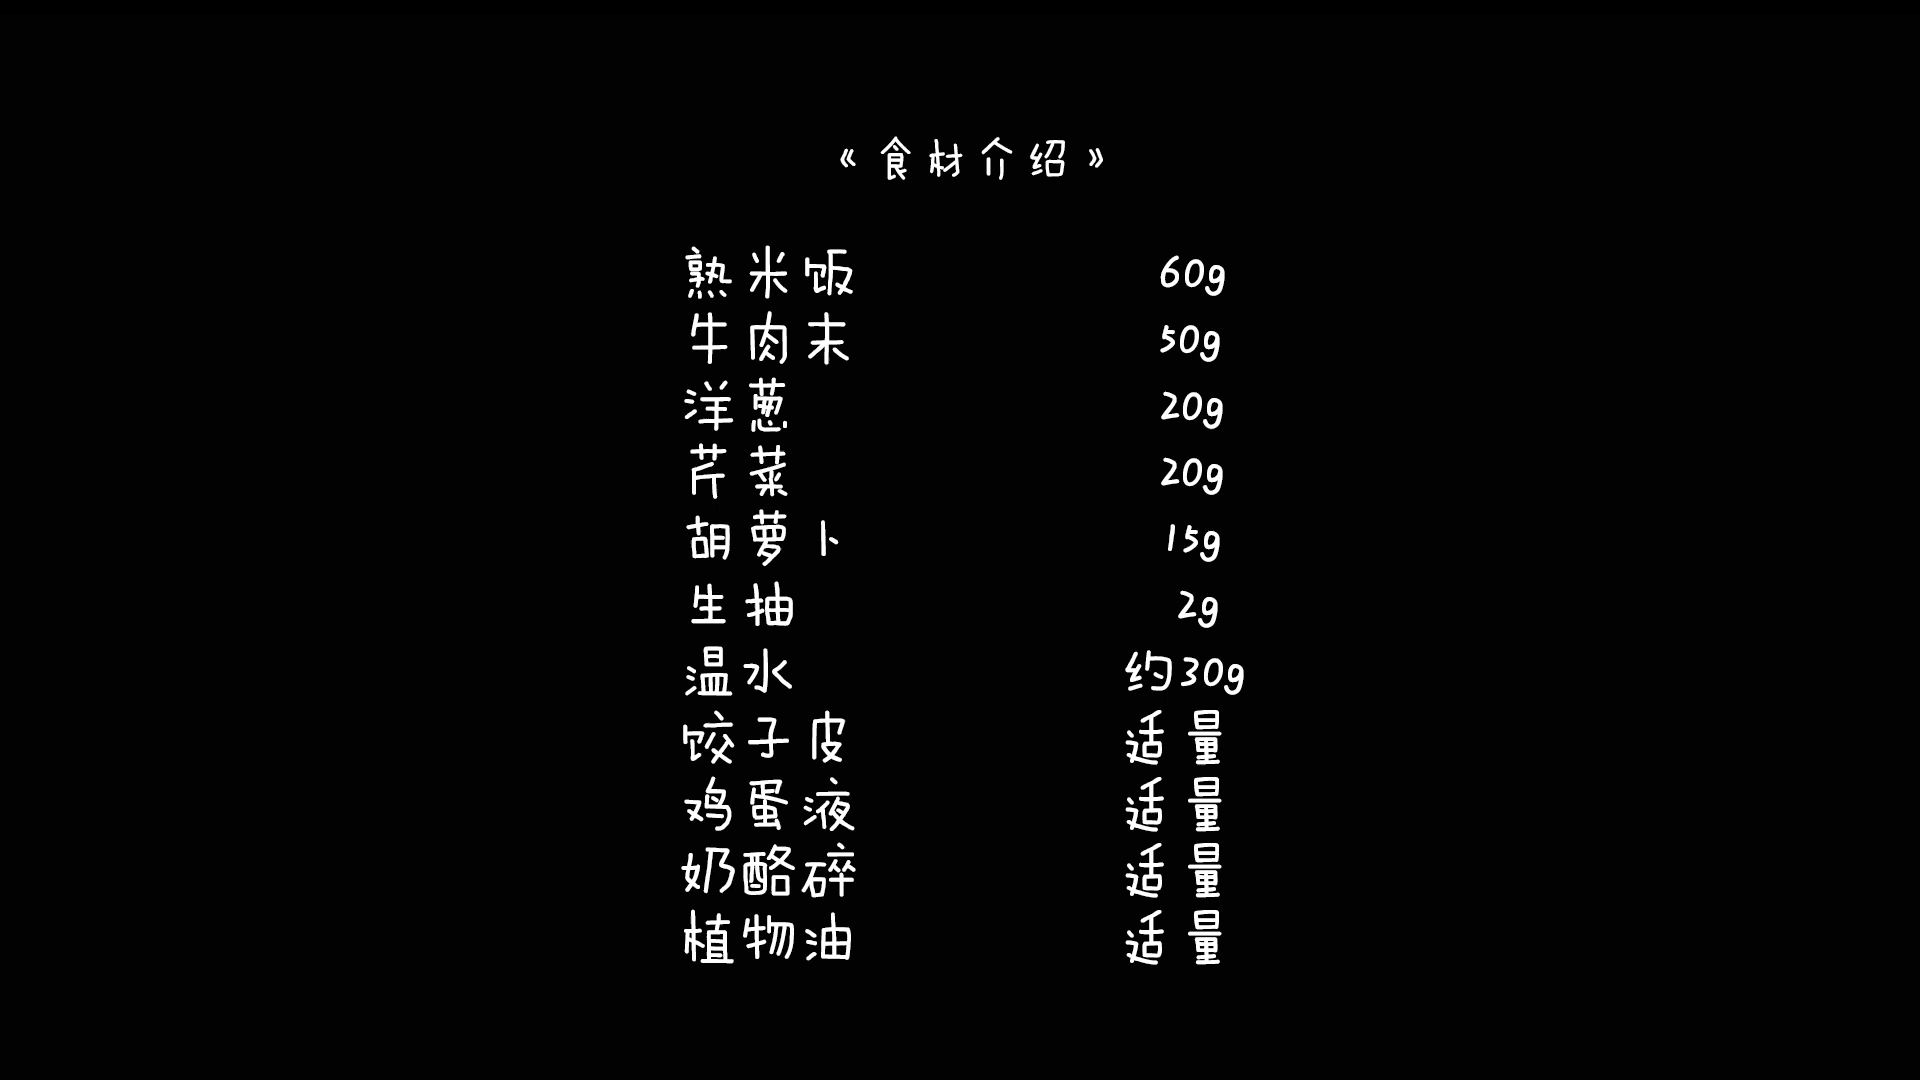 《食材介绍》
熟米饭 60g
牛肉末 50g
洋葱 20g
芹菜 20g
胡萝卜 15g
生抽 2g
温水 约30g
饺子皮 适量
鸡蛋液 适量
奶酪碎 适量
植物油 适量